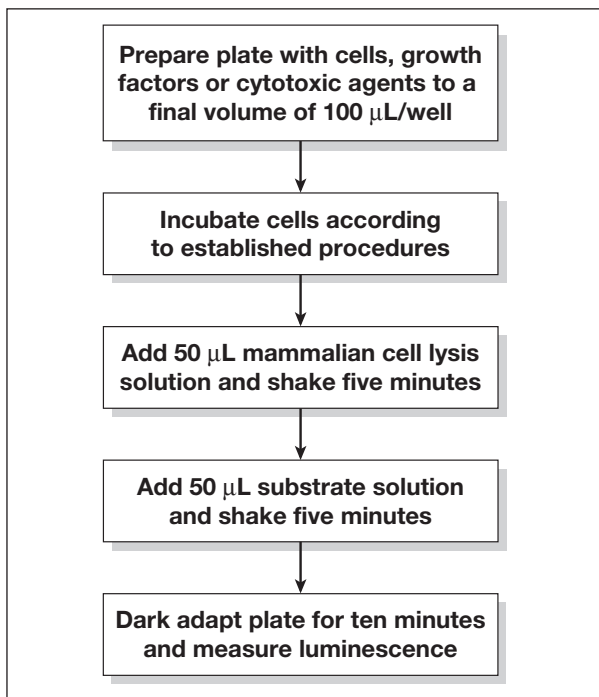 Prepare plate with cells, growth
factors or cytotoxic agents to a
final volume of 100 µL/well
Incubate cells according
to established procedures
Add 50 µL mammalian cell lysis
solution and shake five minutes
Add 50 µL substrate solution
and shake five minutes
Dark adapt plate for ten minutes
and measure luminescence